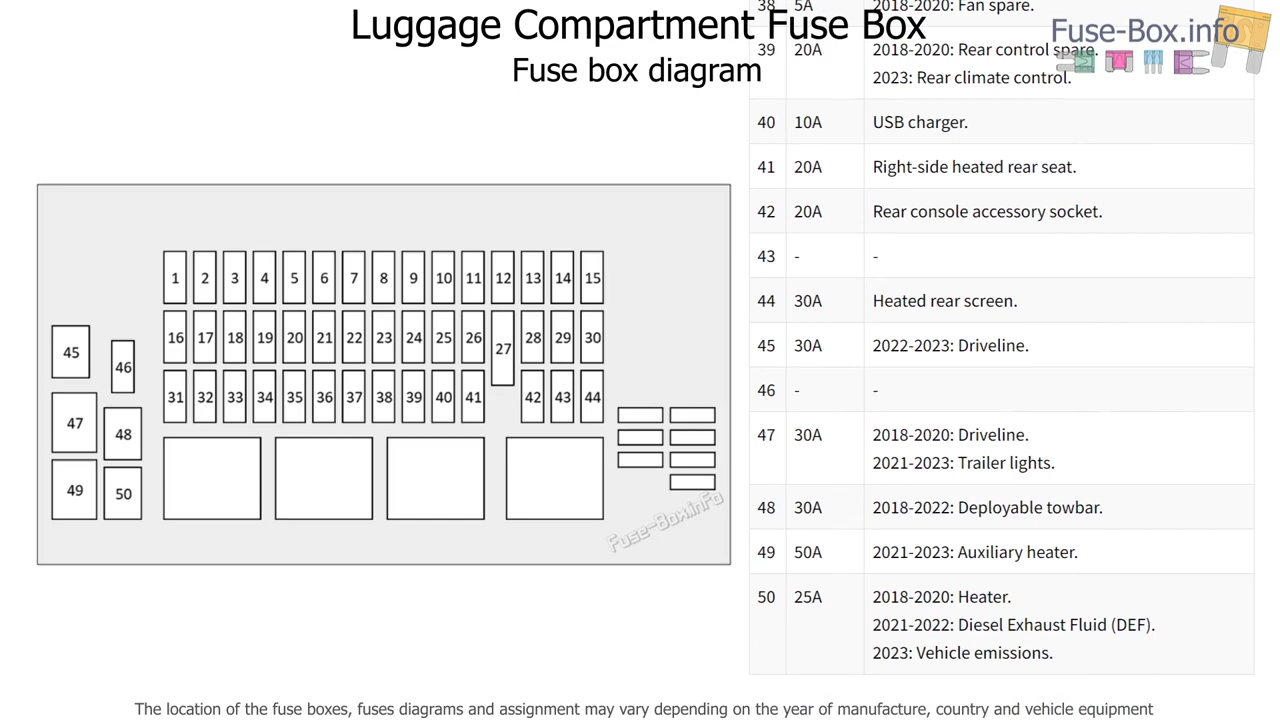 Luggage Compartment Fuse Box
Fuse box diagram
Fuse-Box.info
1 2 3 4 5 6 7 8 9 10 11 12 13 14 15
16 17 18 19 20 21 22 23 24 25 26 27 28 29 30
31 32 33 34 35 36 37 38 39 40 41 42 43 44
45 46
47 48
49 50
Fuse-Box.info
38 5A 2018-2020: Fan spare.
39 20A 2018-2020: Rear control spare.
2023: Rear climate control.
40 10A USB charger.
41 20A Right-side heated rear seat.
42 20A Rear console accessory socket.
43 - -
44 30A Heated rear screen.
45 30A 2022-2023: Driveline.
46 - -
47 30A 2018-2020: Driveline.
2021-2023: Trailer lights.
48 30A 2018-2022: Deployable towbar.
49 50A 2021-2023: Auxiliary heater.
50 25A 2018-2020: Heater.
2021-2022: Diesel Exhaust Fluid (DEF).
2023: Vehicle emissions.
The location of the fuse boxes, fuses diagrams and assignment may vary depending on the year of manufacture, country and vehicle equipment